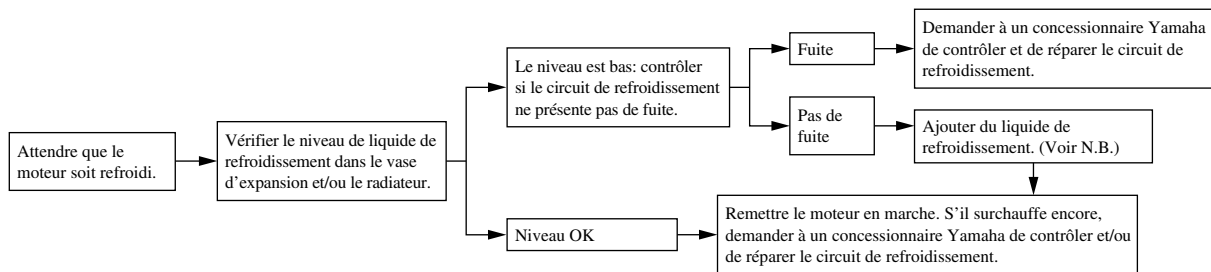 Attendre que le
moteur soit refroidi.
Vérifier le niveau de liquide de
refroidissement dans le vase
d’expansion et/ou le radiateur.
Le niveau est bas: contrôler
si le circuit de refroidissement
ne présente pas de fuite.
Fuite
Demander à un concessionnaire Yamaha
de contrôler et de réparer le circuit de
refroidissement.
Pas de
fuite
Ajouter du liquide de
refroidissement. (Voir N.B.)
Niveau OK
Remettre le moteur en marche. S’il surchauffe encore,
demander à un concessionnaire Yamaha de contrôler et/ou
de réparer le circuit de refroidissement.